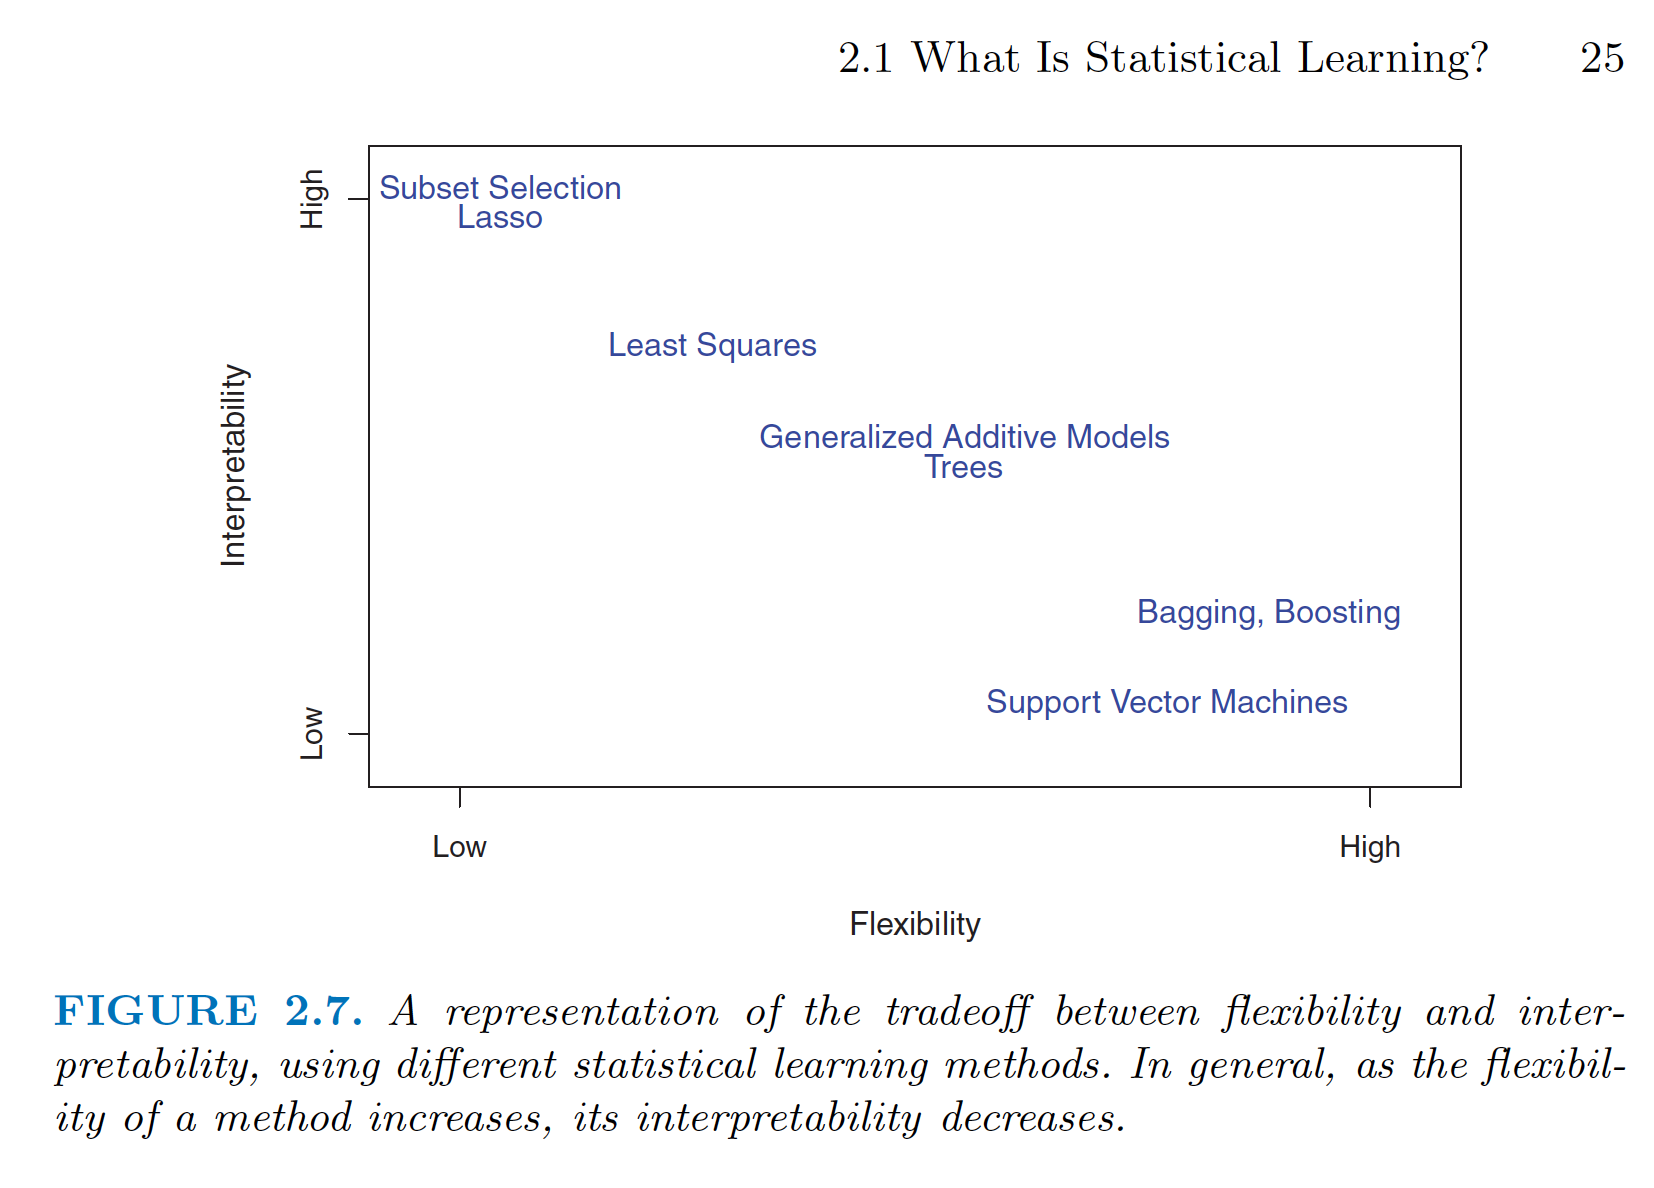 2.1 What Is Statistical Learning? 25
High
Subset Selection
Lasso
Least Squares
Interpretability
Generalized Additive Models
Trees
Bagging, Boosting
Support Vector Machines
Low
Low High
Flexibility
FIGURE 2.7. A representation of the tradeoff between flexibility and inter-
pretability, using different statistical learning methods. In general, as the flexibil-
ity of a method increases, its interpretability decreases.